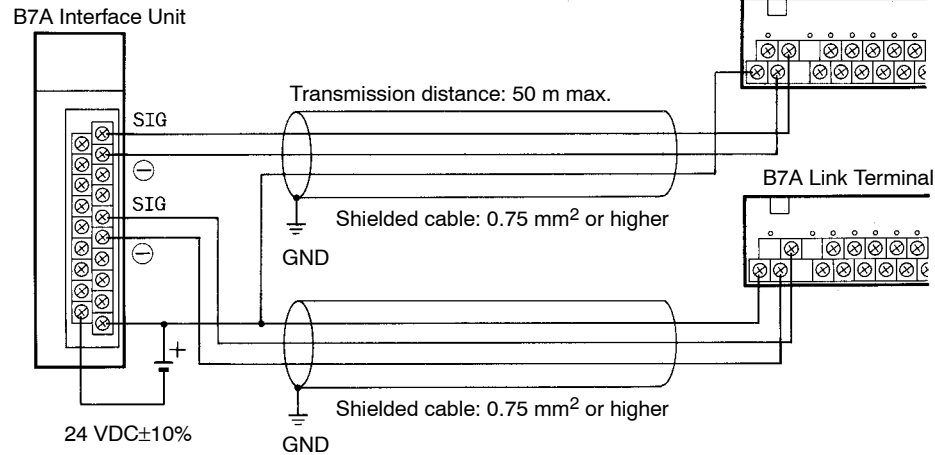 B7A Interface Unit
Transmission distance: 50 m max.
SIG
⊖
SIG
⊖
Shielded cable: 0.75 mm² or higher
GND
B7A Link Terminal
+
24 VDC±10%
Shielded cable: 0.75 mm² or higher
GND